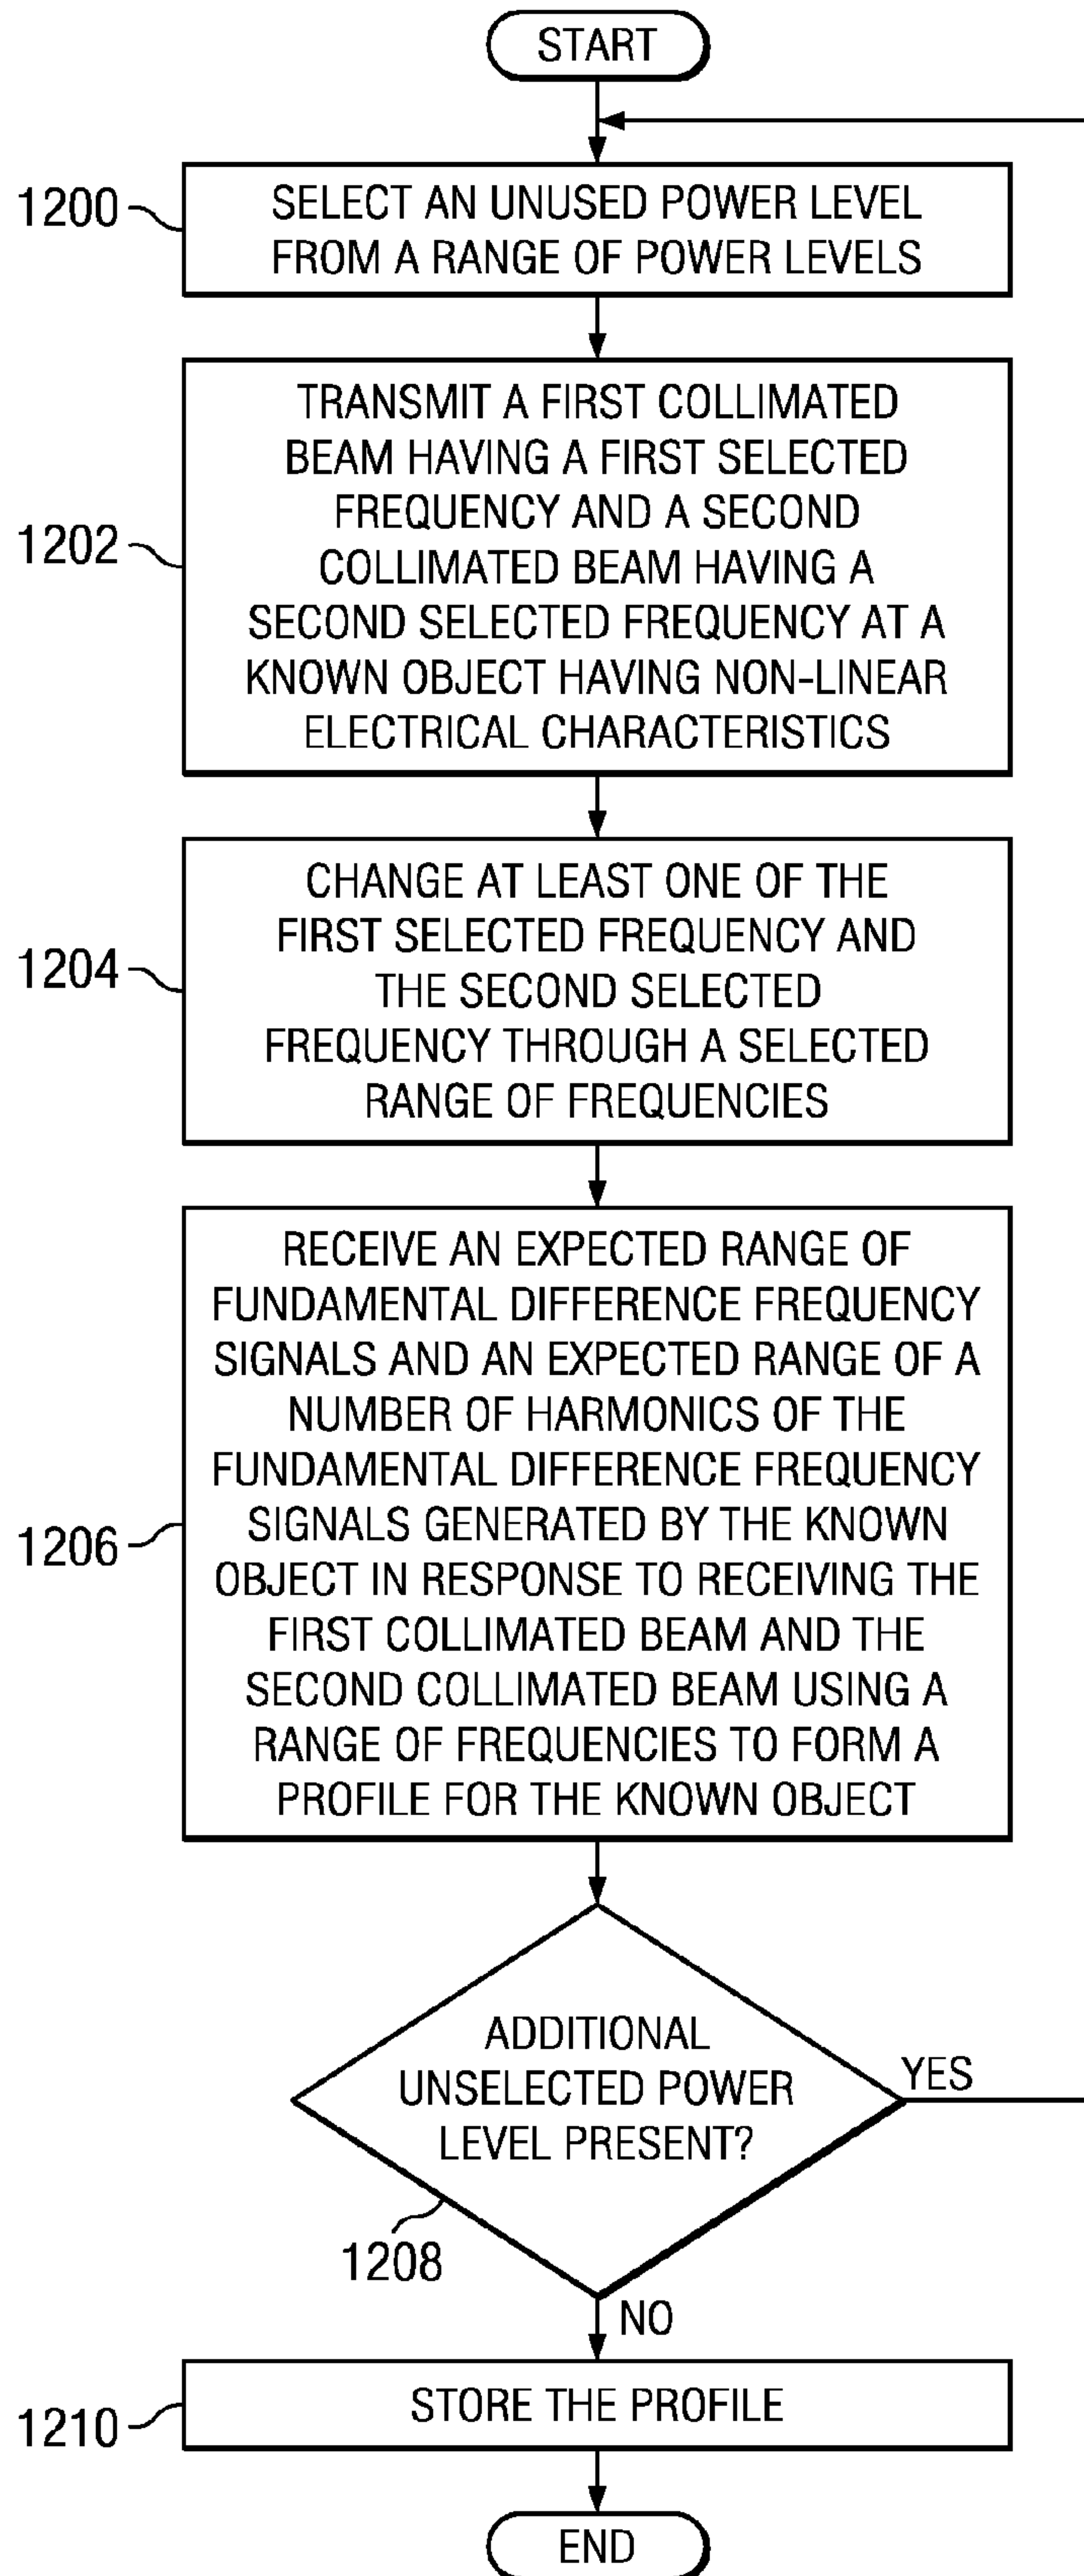 START
1200
SELECT AN UNUSED POWER LEVEL
FROM A RANGE OF POWER LEVELS
1202
TRANSMIT A FIRST COLLIMATED
BEAM HAVING A FIRST SELECTED
FREQUENCY AND A SECOND
COLLIMATED BEAM HAVING A
SECOND SELECTED FREQUENCY AT A
KNOWN OBJECT HAVING NON-LINEAR
ELECTRICAL CHARACTERISTICS
1204
CHANGE AT LEAST ONE OF THE
FIRST SELECTED FREQUENCY AND
THE SECOND SELECTED
FREQUENCY THROUGH A SELECTED
RANGE OF FREQUENCIES
1206
RECEIVE AN EXPECTED RANGE OF
FUNDAMENTAL DIFFERENCE FREQUENCY
SIGNALS AND AN EXPECTED RANGE OF A
NUMBER OF HARMONICS OF THE
FUNDAMENTAL DIFFERENCE FREQUENCY
SIGNALS GENERATED BY THE KNOWN
OBJECT IN RESPONSE TO RECEIVING THE
FIRST COLLIMATED BEAM AND THE
SECOND COLLIMATED BEAM USING A
RANGE OF FREQUENCIES TO FORM A
PROFILE FOR THE KNOWN OBJECT
ADDITIONAL
UNSELECTED POWER
LEVEL PRESENT?
YES
1208
NO
1210
STORE THE PROFILE
END